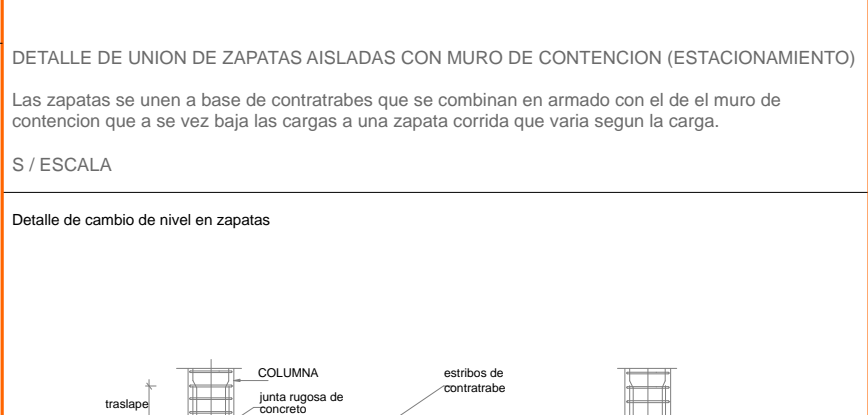 DETALLE DE UNION DE ZAPATAS AISLADAS CON MURO DE CONTENCION (ESTACIONAMIENTO)
Las zapatas se unen a base de contratrabes que se combinan en armado con el de el muro de
contencion que a se vez baja las cargas a una zapata corrida que varia segun la carga.
S / ESCALA
Detalle de cambio de nivel en zapatas
COLUMNA
estribos de
contratrabe
traslape
junta rugosa de
concreto